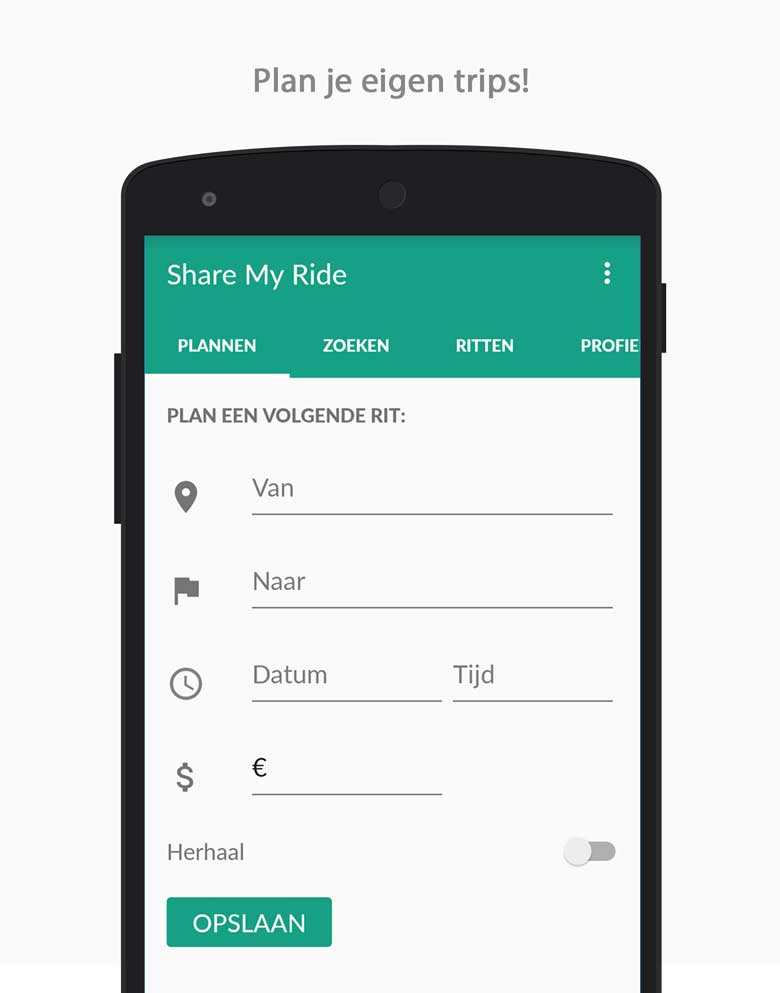 Plan je eigen trips!
Share My Ride
PLANNEN ZOEKEN RITTEN PROFIE
PLAN EEN VOLGENDE RIT:
Van
Naar
Datum Tijd
$ €
Herhaal
OPSLAAN